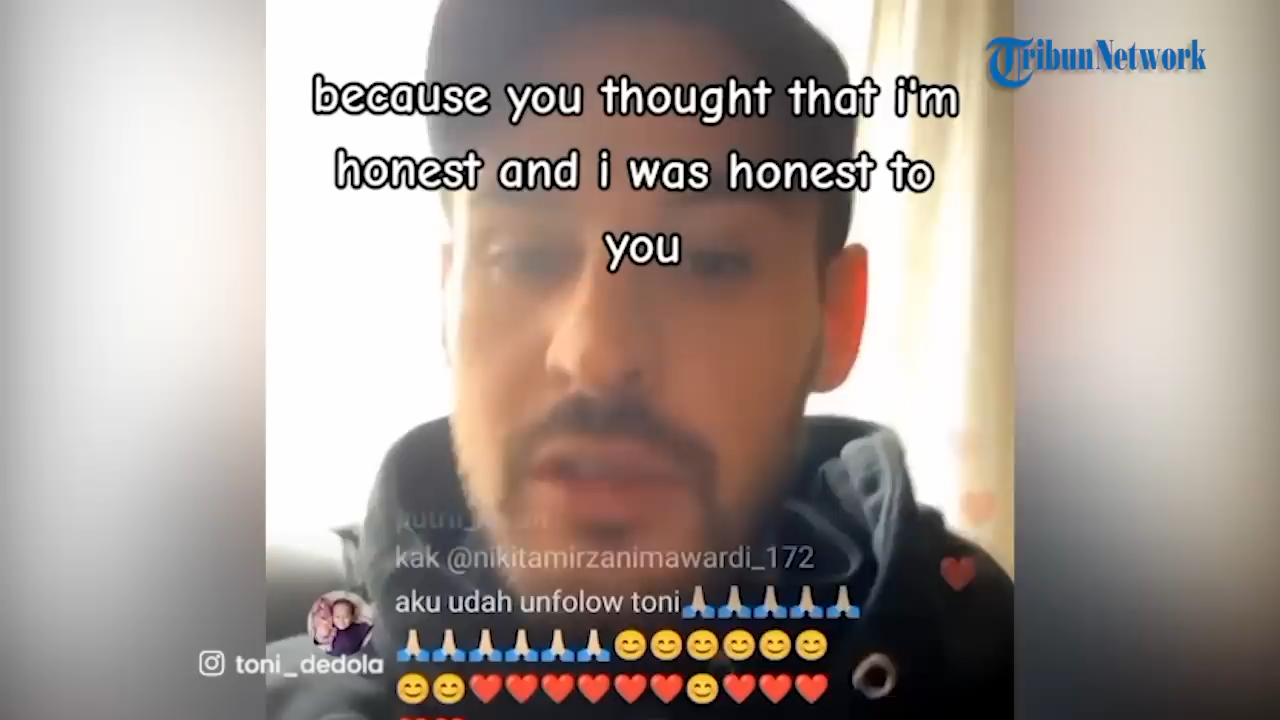 TribunNetwork
because you thought that i'm
honest and i was honest to
you
kak @nikitamirzanimawardi_172
aku udah unfolow toni🙏🏻🙏🏻🙏🏻🙏🏻🙏🏻
🙏🏻🙏🏻🙏🏻🙏🏻🙏🏻🙏🏻😊😊😊😊😊😊
😊😊❤️❤️❤️❤️❤️❤️😊❤️❤️❤️
toni_dedola